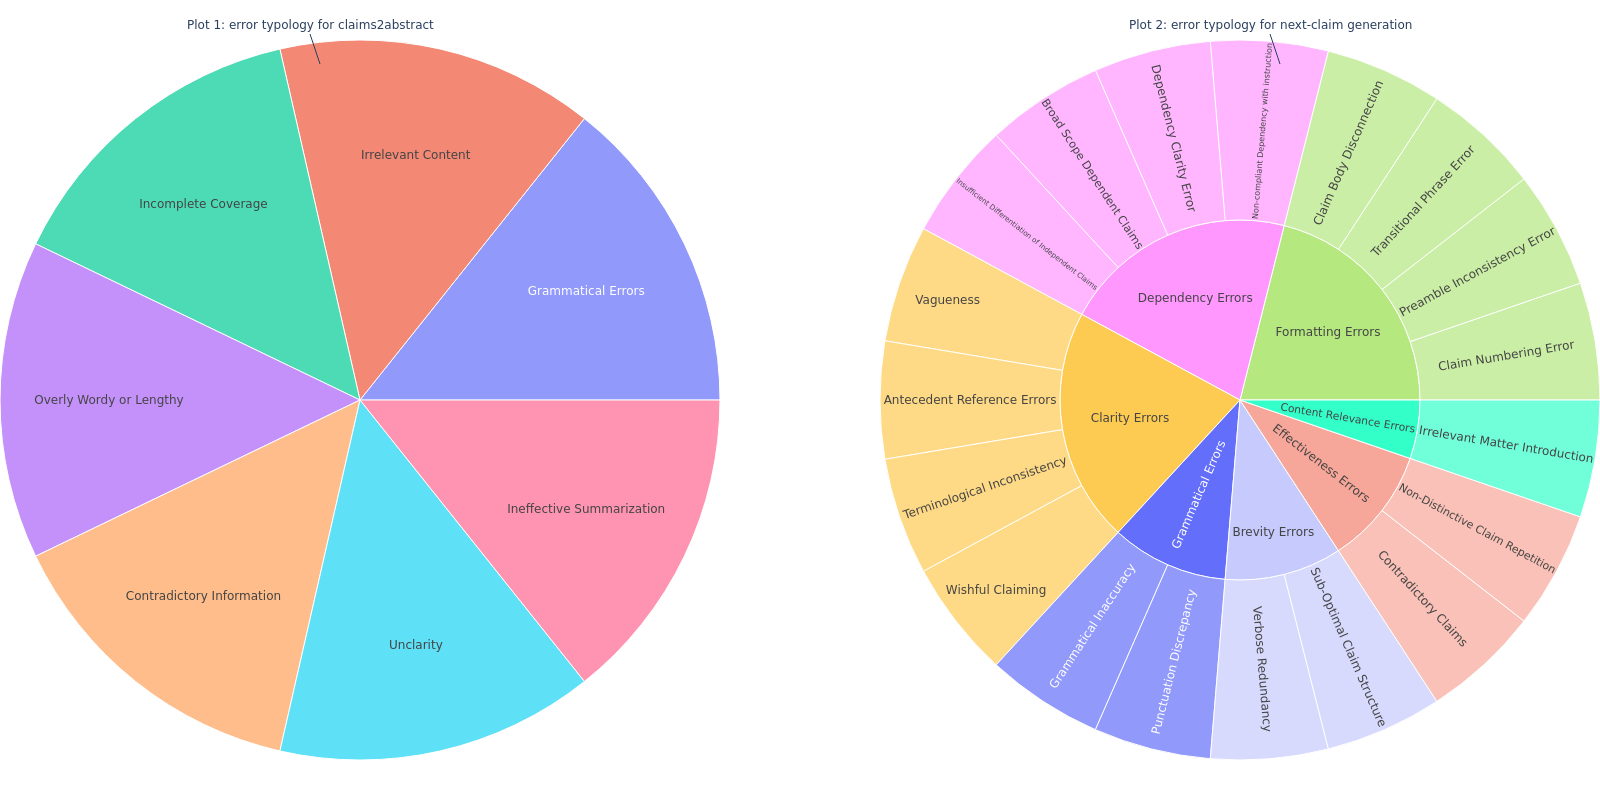 Plot 1: error typology for claims2abstract
Irrelevant Content
Incomplete Coverage
Grammatical Errors
Overly Wordy or Lengthy
Ineffective Summarization
Contradictory Information
Unclarity
Plot 2: error typology for next-claim generation
Dependency Errors
Non-compliant Dependency with instruction
Dependency Clarity Error
Broad Scope Dependent Claims
Insufficient Differentiation of Independent Claims
Formatting Errors
Claim Body Disconnection
Transitional Phrase Error
Preamble Inconsistency Error
Claim Numbering Error
Clarity Errors
Vagueness
Antecedent Reference Errors
Terminological Inconsistency
Wishful Claiming
Grammatical Errors
Grammatical Inaccuracy
Punctuation Discrepancy
Brevity Errors
Verbose Redundancy
Sub-Optimal Claim Structure
Effectiveness Errors
Contradictory Claims
Non-Distinctive Claim Repetition
Content Relevance Errors
Irrelevant Matter Introduction